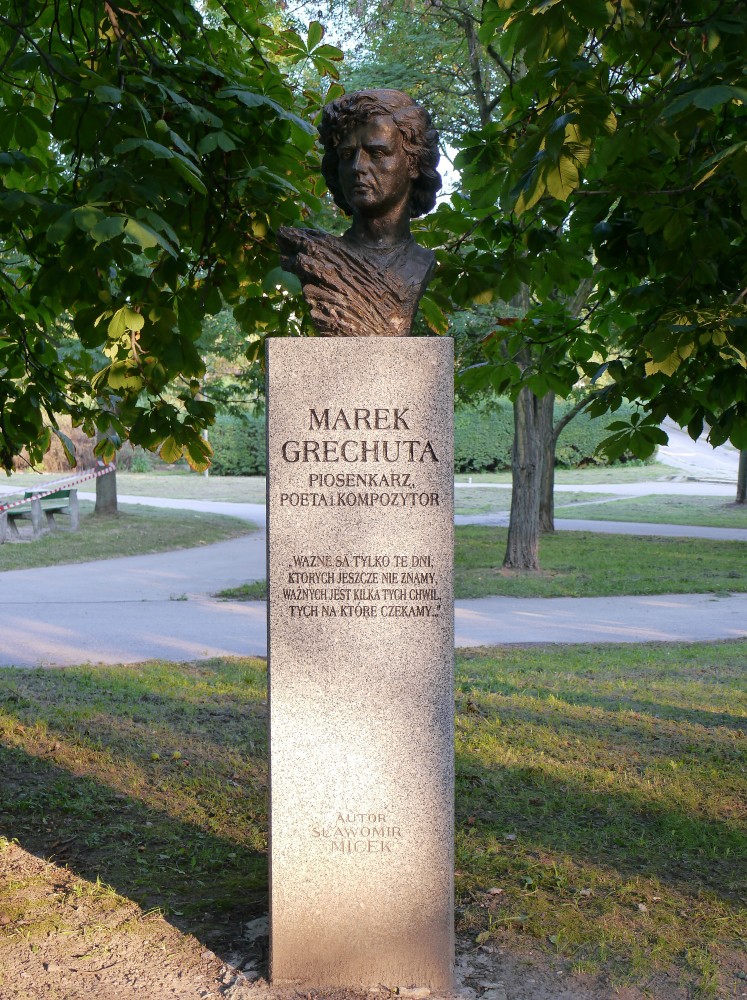 MAREK
GRECHUTA
PIOSENKARZ,
POETA I KOMPOZYTOR
„WAŻNE SĄ TYLKO TE DNI,
KTÓRYCH JESZCZE NIE ZNAMY,
WAŻNYCH JEST KILKA TYCH CHWIL,
TYCH NA KTÓRE CZEKAMY..."
AUTOR
SŁAWOMIR
MICEK